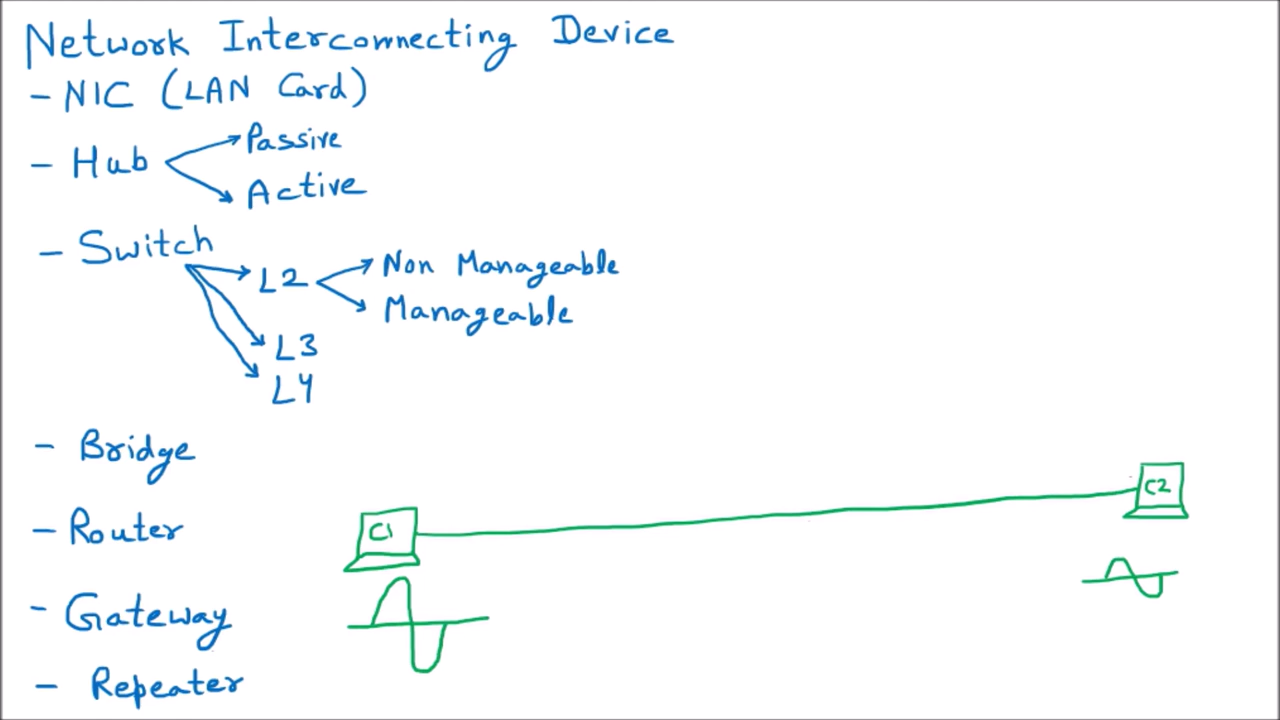 Network Interconnecting Device
- NIC (LAN Card)
- Hub
Passive
Active
- Switch
L2
Non Manageable
Manageable
L3
L4
- Bridge
- Router
- Gateway
- Repeater
C1
C2